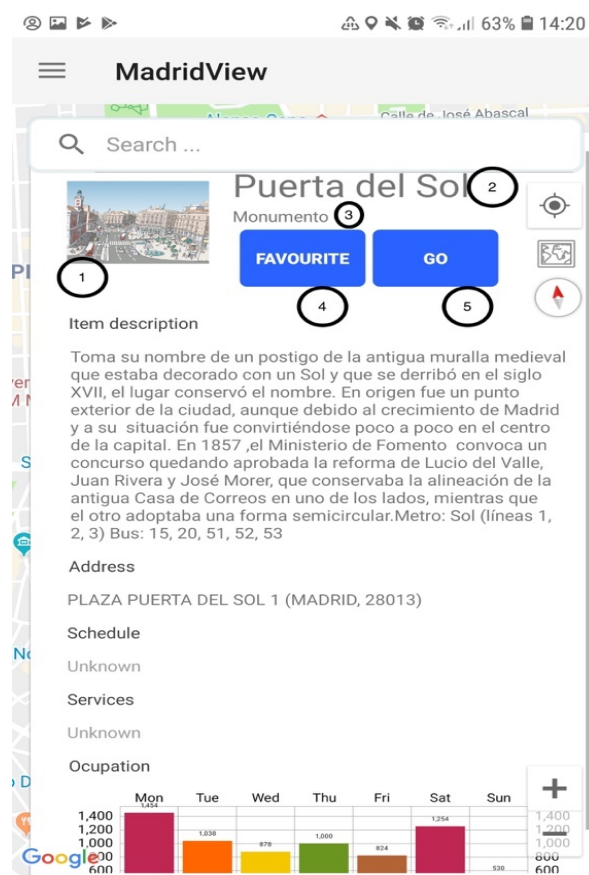 63% 14:20
MadridView
Alonso Cano
Calle de José Abascal
Search ...
Puerta del Sol 2
Monumento 3
FAVOURITE GO
1
4 5
Item description
Toma su nombre de un postigo de la antigua muralla medieval
que estaba decorado con un Sol y que se derribó en el siglo
XVII, el lugar conservó el nombre. En origen fue un punto
exterior de la ciudad, aunque debido al crecimiento de Madrid
y a su situación fue convirtiéndose poco a poco en el centro
de la capital. En 1857 ,el Ministerio de Fomento convoca un
concurso quedando aprobada la reforma de Lucio del Valle,
Juan Rivera y José Morer, que conservaba la alineación de la
antigua Casa de Correos en uno de los lados, mientras que
el otro adoptaba una forma semicircular.Metro: Sol (líneas 1,
2, 3) Bus: 15, 20, 51, 52, 53
Address
PLAZA PUERTA DEL SOL 1 (MADRID, 28013)
Schedule
Unknown
Services
Unknown
Ocupation
Mon Tue Wed Thu Fri Sat Sun
1,454
1,400 1,254 1,400
1,200 1,038 1,000 1,200
1,000 878 824 1,000
Google 800
600 530 600